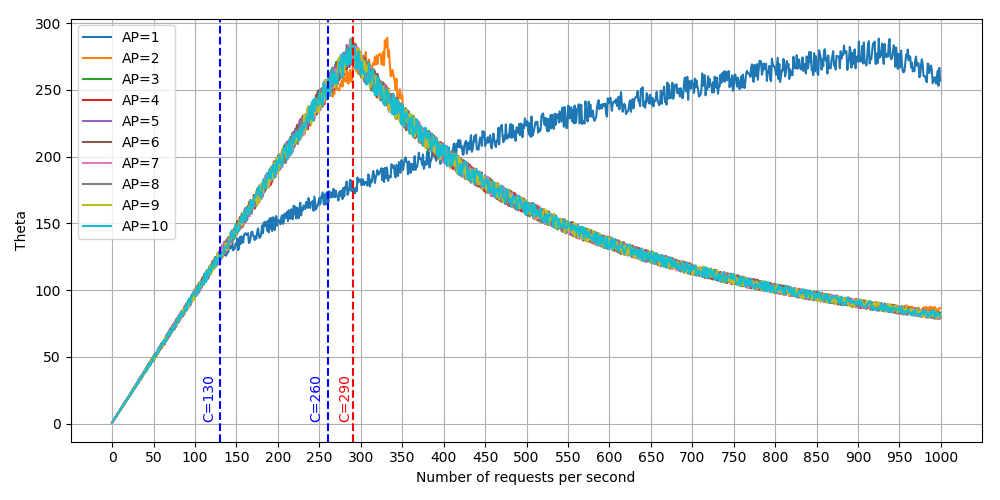 300
250
200
150
100
50
0
Theta
AP=1
AP=2
AP=3
AP=4
AP=5
AP=6
AP=7
AP=8
AP=9
AP=10
C=130
C=260
C=290
0 50 100 150 200 250 300 350 400 450 500 550 600 650 700 750 800 850 900 950 1000
Number of requests per second